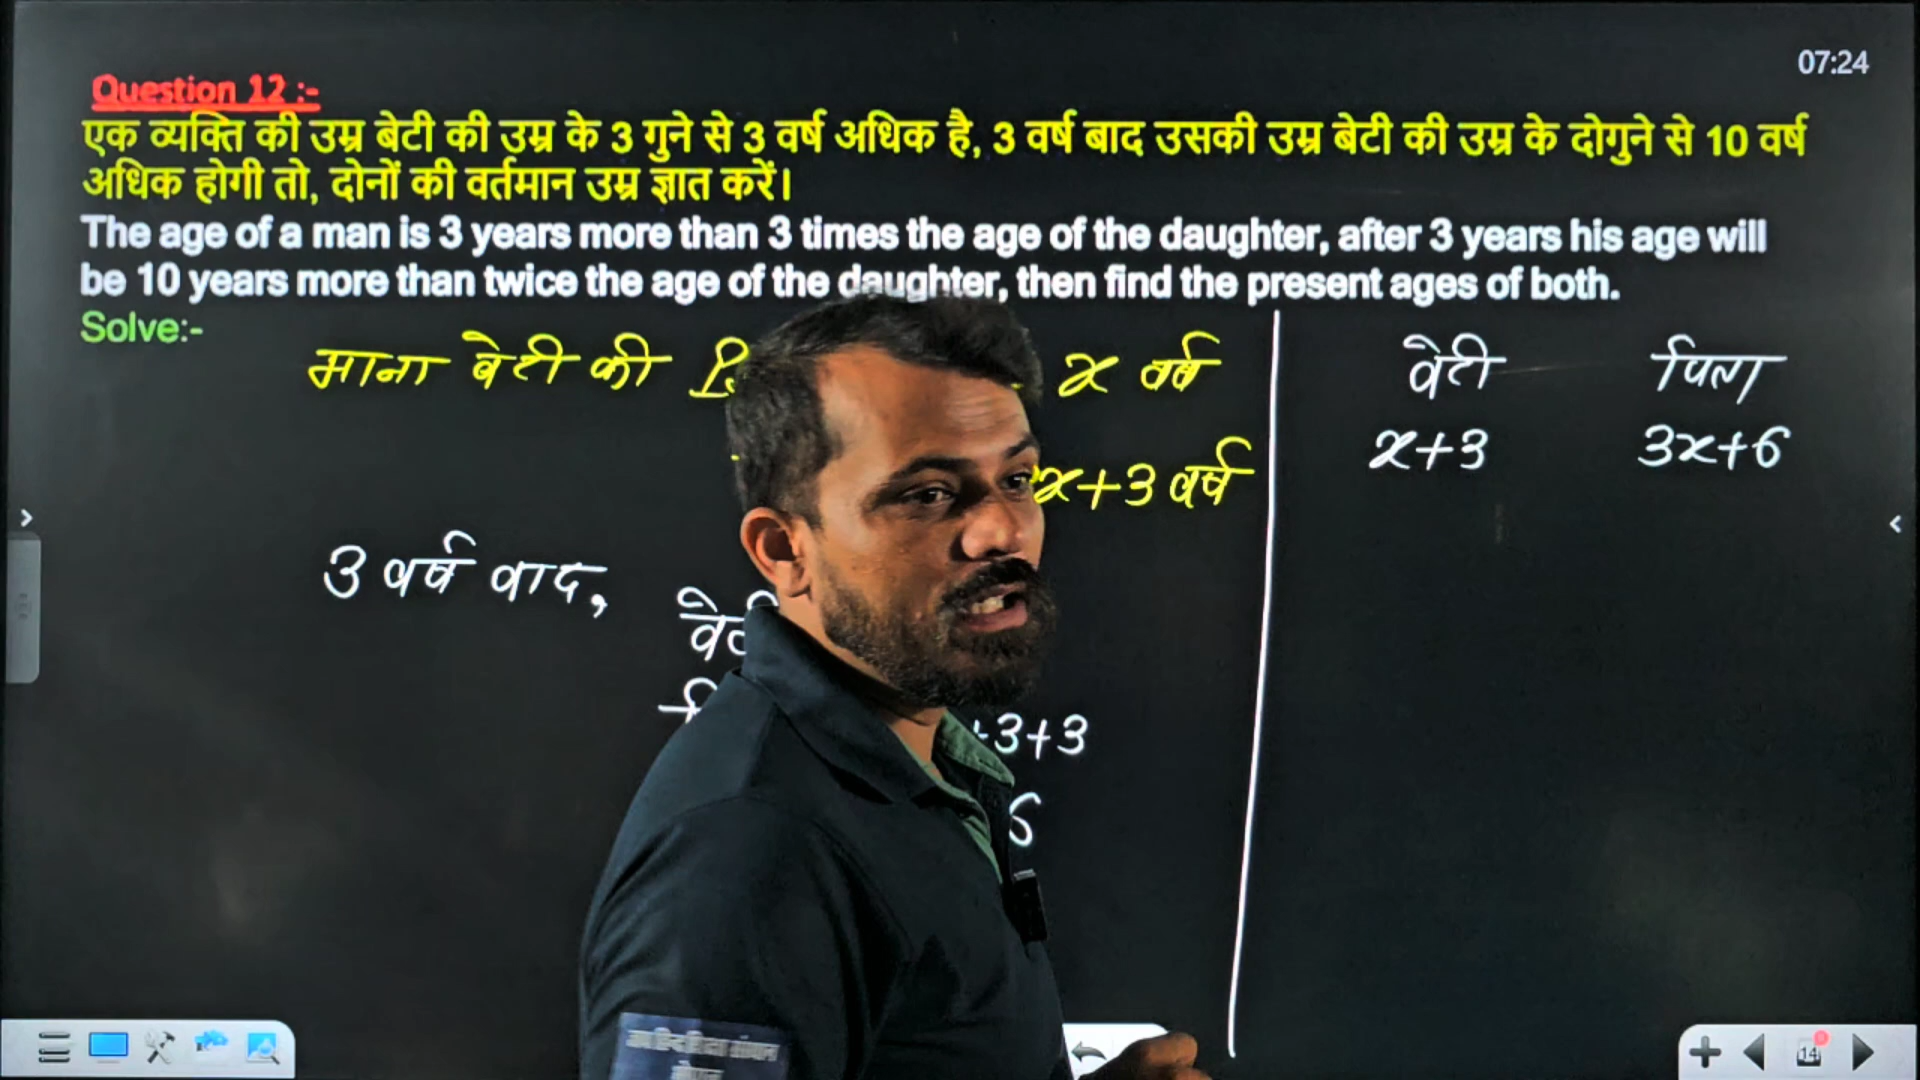 07:24
Question 12 :-
एक व्यक्ति की उम्र बेटी की उम्र के 3 गुने से 3 वर्ष अधिक है, 3 वर्ष बाद उसकी उम्र बेटी की उम्र के दोगुने से 10 वर्ष
अधिक होगी तो, दोनों की वर्तमान उम्र ज्ञात करें।
The age of a man is 3 years more than 3 times the age of the daughter, after 3 years his age will
be 10 years more than twice the age of the daughter, then find the present ages of both.
Solve:-
माना बेटी की x वर्ष
x+3 वर्ष
3 वर्ष बाद,
+3+3
6
बेटी पिता
x+3 3x+6
14